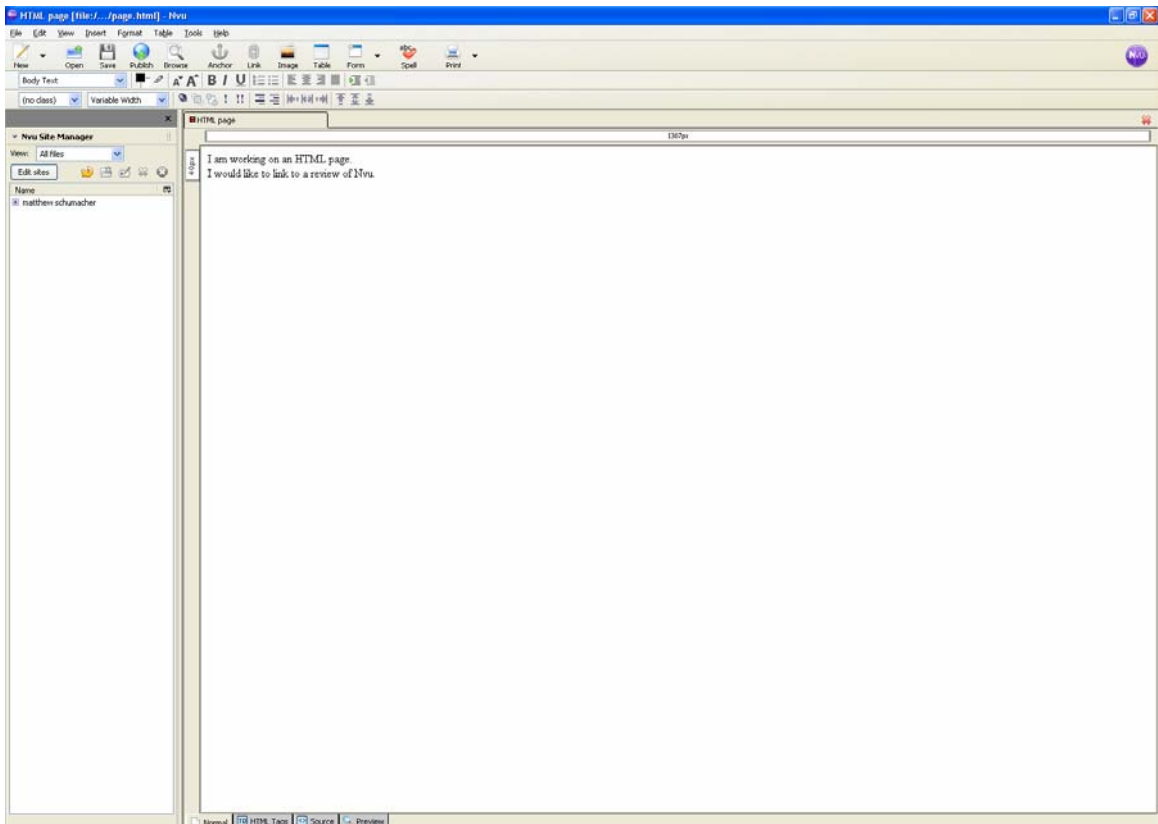 HTML page [file:/.../page.html] - Nvu
File Edit View Insert Format Table Tools Help
New Open Save Publish Browse Anchor Link Image Table Form Spell Print
Nvu
Body Text
(no class) Variable Width
HTML page
Nvu Site Manager
1367px
View: All files
40px
I am working on an HTML page.
I would like to link to a review of Nvu.
Edit sites
Name
matthew schumacher
Normal HTML Tags Source Preview